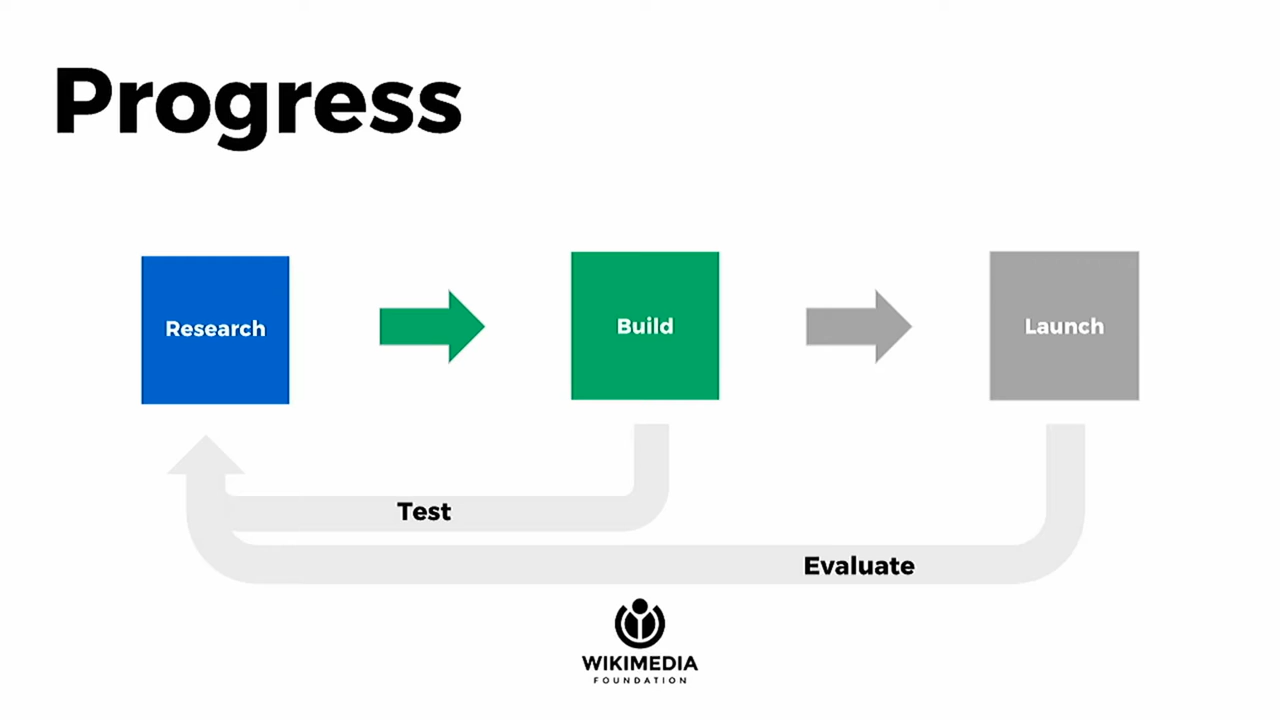 Progress
Research
Build
Launch
Test
Evaluate
WIKIMEDIA
FOUNDATION